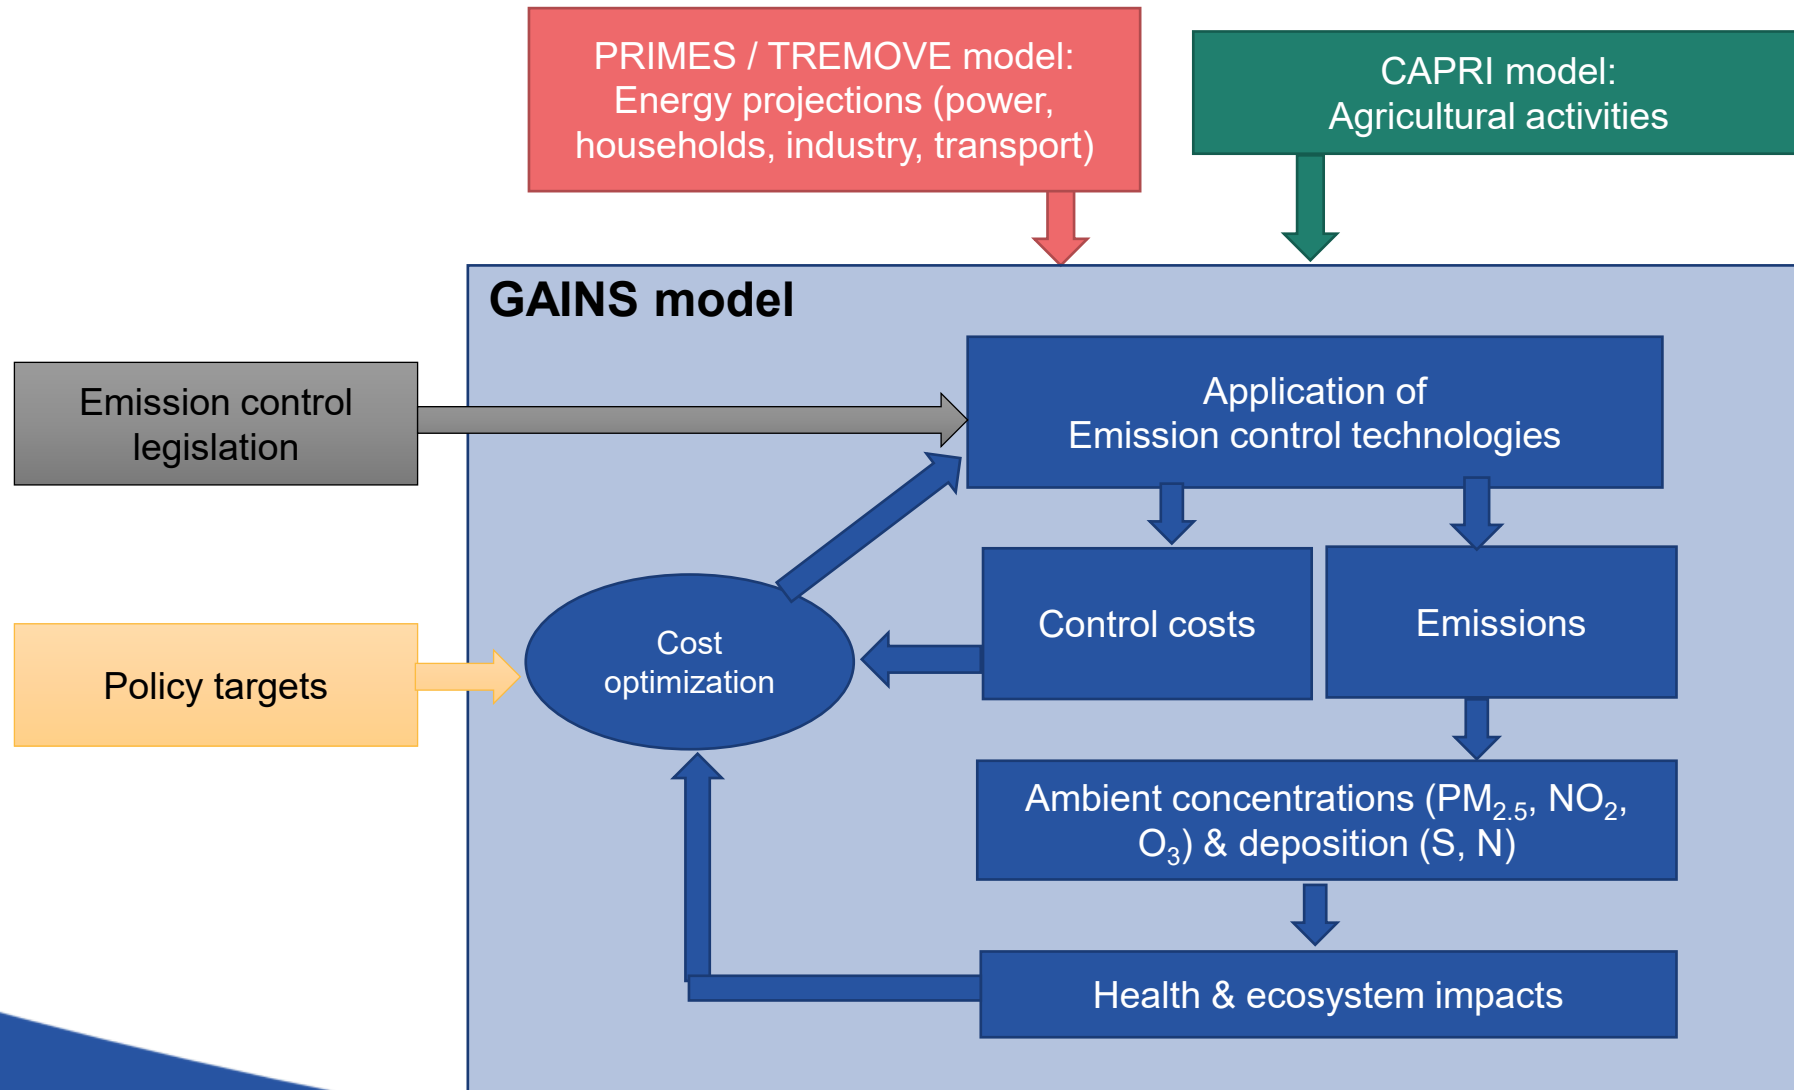 PRIMES / TREMOVE model:
Energy projections (power,
households, industry, transport)
CAPRI model:
Agricultural activities
GAINS model
Emission control
legislation
Application of
Emission control technologies
Control costs
Emissions
Cost
optimization
Policy targets
Ambient concentrations (PM2.5, NO2,
O3) & deposition (S, N)
Health & ecosystem impacts